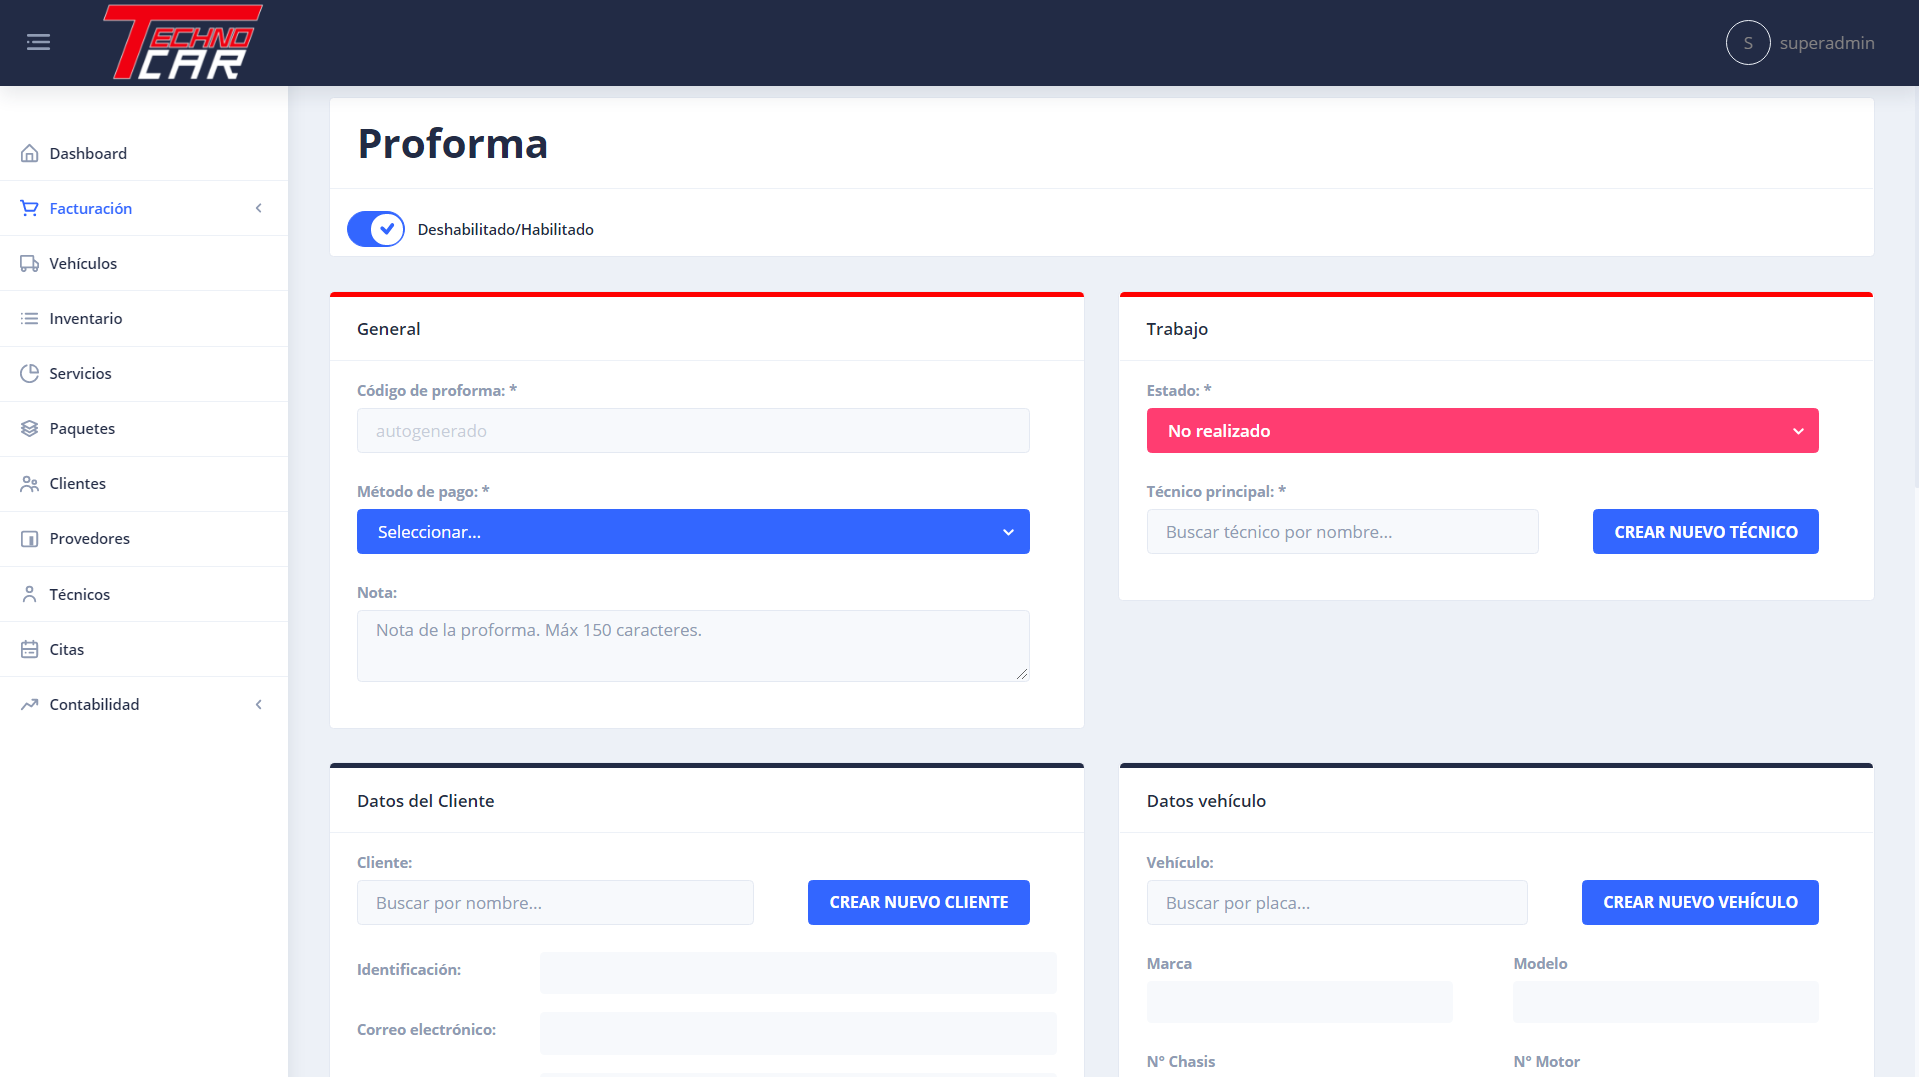 TECHNO
CAR
S superadmin
Dashboard
Facturación
Vehículos
Inventario
Servicios
Paquetes
Clientes
Provedores
Técnicos
Citas
Contabilidad
Proforma
Deshabilitado/Habilitado
General
Código de proforma: *
autogenerado
Método de pago: *
Seleccionar...
Nota:
Nota de la proforma. Máx 150 caracteres.
Trabajo
Estado: *
No realizado
Técnico principal: *
Buscar técnico por nombre... CREAR NUEVO TÉCNICO
Datos del Cliente
Cliente:
Buscar por nombre... CREAR NUEVO CLIENTE
Identificación:
Correo electrónico:
Datos vehículo
Vehículo:
Buscar por placa... CREAR NUEVO VEHÍCULO
Marca Modelo
N° Chasis N° Motor